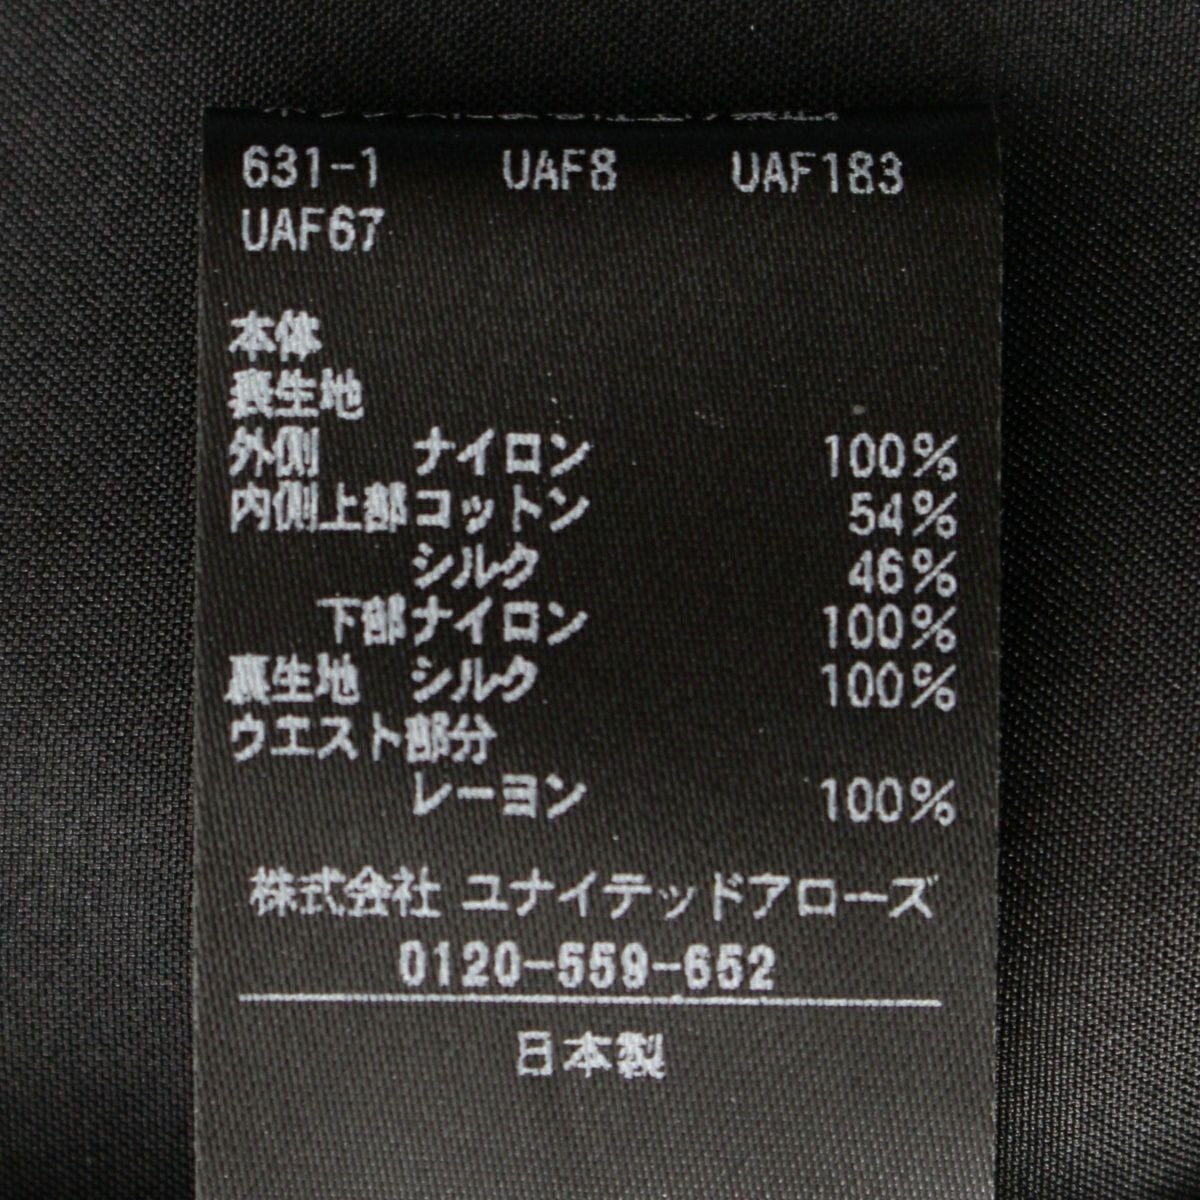 631-1 UAF8 UAF183
UAF67
本体
表生地
外側 ナイロン 100%
内側上部コットン 54%
シルク 46%
下部ナイロン 100%
裏生地 シルク 100%
ウエスト部分
レーヨン 100%
株式会社 ユナイテッドアローズ
0120-559-652
日本製